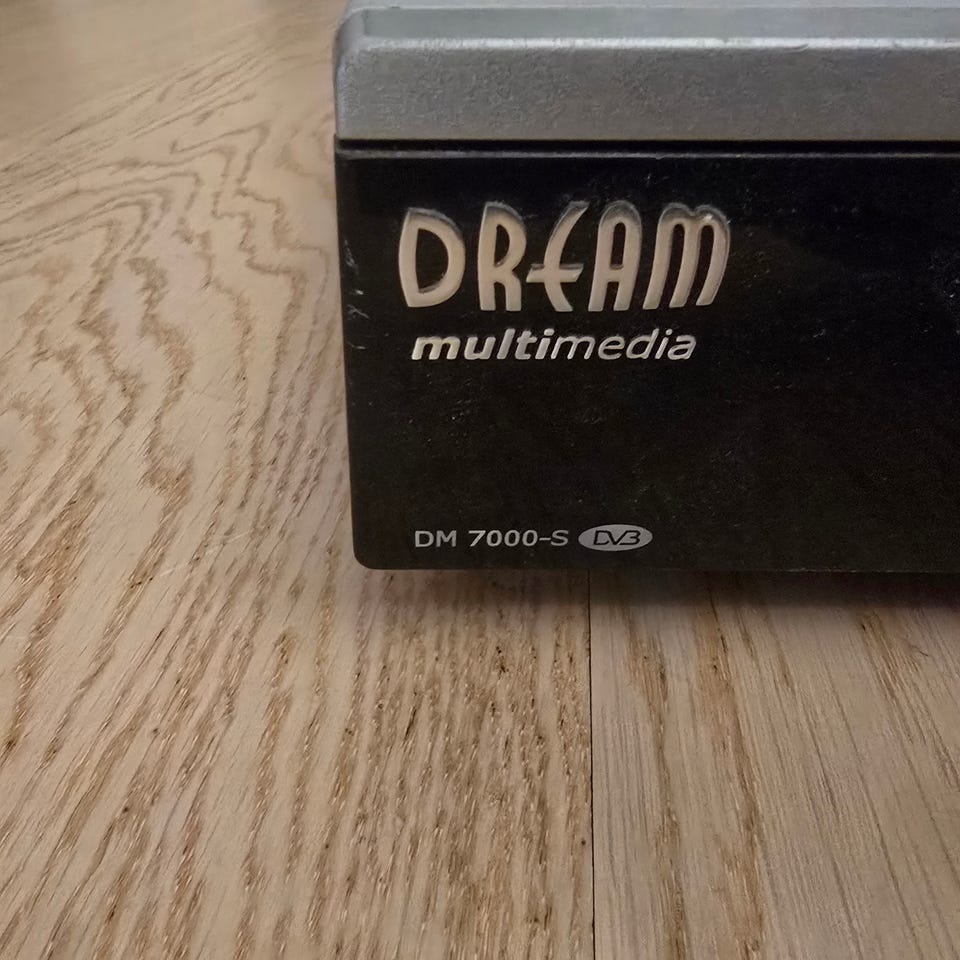 DREAM
multimedia
DM 7000-S DVB